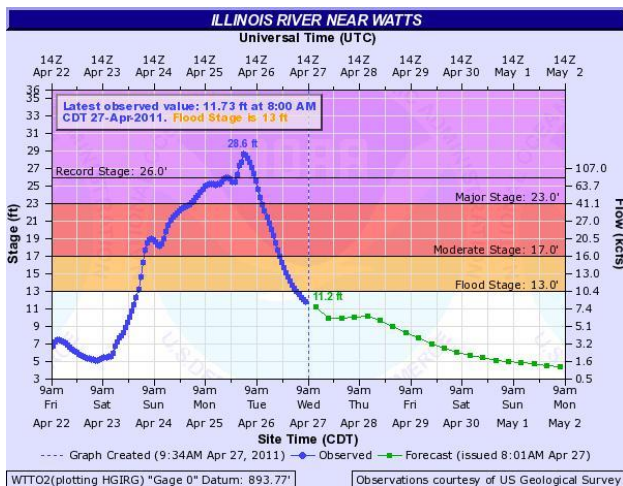 ILLINOIS RIVER NEAR WATTS
Universal Time (UTC)
14Z 14Z 14Z 14Z 14Z 14Z 14Z 14Z 14Z 14Z 14Z
Apr 22 Apr 23 Apr 24 Apr 25 Apr 26 Apr 27 Apr 28 Apr 29 Apr 30 May 1 May 2
Latest observed value: 11.73 ft at 8:00 AM
CDT 27-Apr-2011. Flood Stage is 13 ft
28.6 ft
Record Stage: 26.0'
Major Stage: 23.0'
Moderate Stage: 17.0'
Flood Stage: 13.0'
11.2 ft
Stage (ft)
36
35
33
31
29
27
25
23
21
19
17
15
13
11
9
7
5
3
Flow (kcfs)
107.0
63.7
41.1
27.0
20.5
16.0
13.0
10.4
7.4
5.1
3.2
1.6
0.5
9am 9am 9am 9am 9am 9am 9am 9am 9am 9am 9am
Fri Sat Sun Mon Tue Wed Thu Fri Sat Sun Mon
Apr 22 Apr 23 Apr 24 Apr 25 Apr 26 Apr 27 Apr 28 Apr 29 Apr 30 May 1 May 2
Site Time (CDT)
Graph Created (9:34AM Apr 27, 2011) Observed Forecast (issued 8:01AM Apr 27)
WTTO2(plotting HGIRG) "Gage 0" Datum: 893.77' Observations courtesy of US Geological Survey